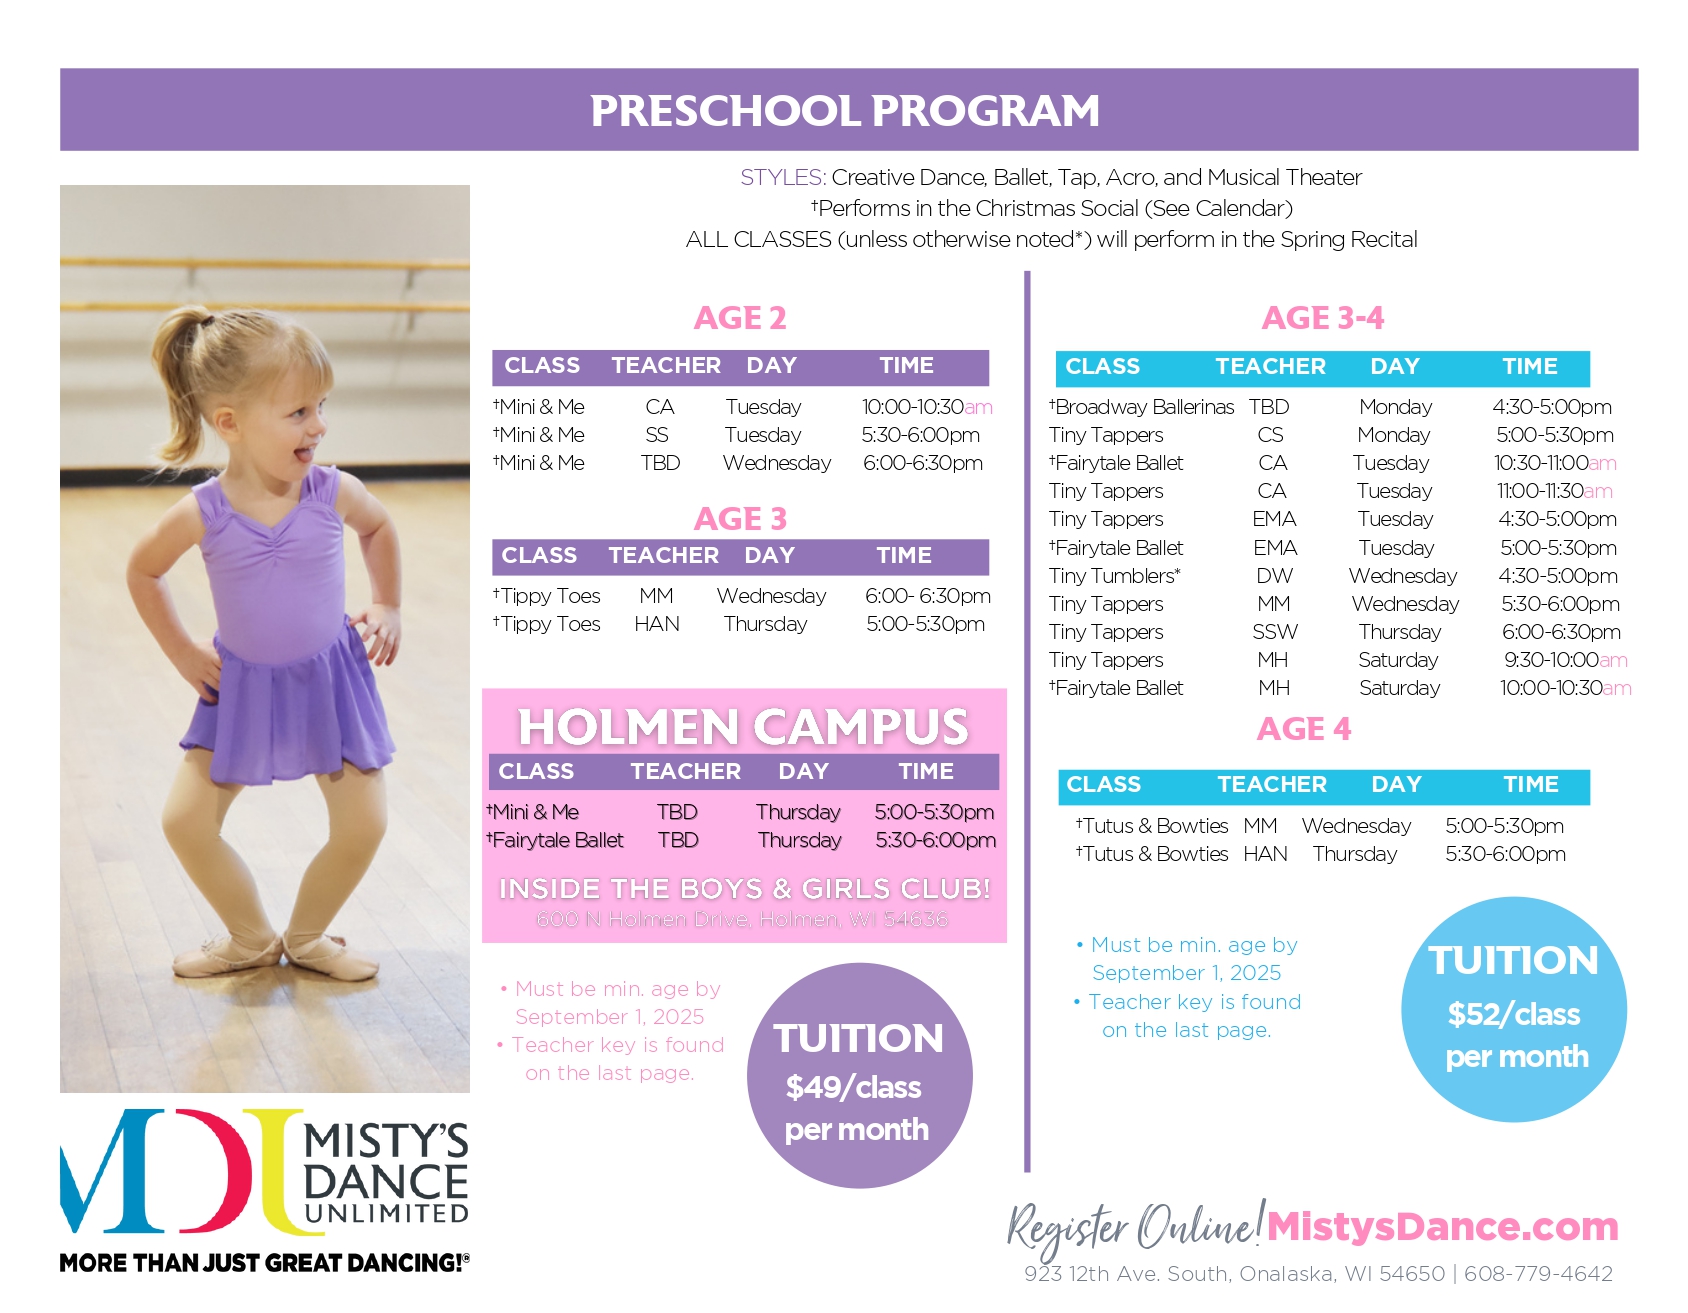 PRESCHOOL PROGRAM
STYLES: Creative Dance, Ballet, Tap, Acro, and Musical Theater
†Performs in the Christmas Social (See Calendar)
ALL CLASSES (unless otherwise noted*) will perform in the Spring Recital
AGE 2
CLASS TEACHER DAY TIME
†Mini & Me CA Tuesday 10:00-10:30am
†Mini & Me SS Tuesday 5:30-6:00pm
†Mini & Me TBD Wednesday 6:00-6:30pm
AGE 3
CLASS TEACHER DAY TIME
†Tippy Toes MM Wednesday 6:00- 6:30pm
†Tippy Toes HAN Thursday 5:00-5:30pm
HOLMEN CAMPUS
CLASS TEACHER DAY TIME
†Mini & Me TBD Thursday 5:00-5:30pm
†Fairytale Ballet TBD Thursday 5:30-6:00pm
INSIDE THE BOYS & GIRLS CLUB!
600 N Holmen Drive, Holmen, WI 54636
• Must be min. age by
September 1, 2025
• Teacher key is found
on the last page.
TUITION
$49/class
per month
AGE 3-4
CLASS TEACHER DAY TIME
†Broadway Ballerinas TBD Monday 4:30-5:00pm
Tiny Tappers CS Monday 5:00-5:30pm
†Fairytale Ballet CA Tuesday 10:30-11:00am
Tiny Tappers CA Tuesday 11:00-11:30am
Tiny Tappers EMA Tuesday 4:30-5:00pm
†Fairytale Ballet EMA Tuesday 5:00-5:30pm
Tiny Tumblers* DW Wednesday 4:30-5:00pm
Tiny Tappers MM Wednesday 5:30-6:00pm
Tiny Tappers SSW Thursday 6:00-6:30pm
Tiny Tappers MH Saturday 9:30-10:00am
†Fairytale Ballet MH Saturday 10:00-10:30am
AGE 4
CLASS TEACHER DAY TIME
†Tutus & Bowties MM Wednesday 5:00-5:30pm
†Tutus & Bowties HAN Thursday 5:30-6:00pm
• Must be min. age by
September 1, 2025
• Teacher key is found
on the last page.
TUITION
$52/class
per month
MDU MISTY'S
DANCE
UNLIMITED
MORE THAN JUST GREAT DANCING!®
Register Online! MistysDance.com
923 12th Ave. South, Onalaska, WI 54650 | 608-779-4642